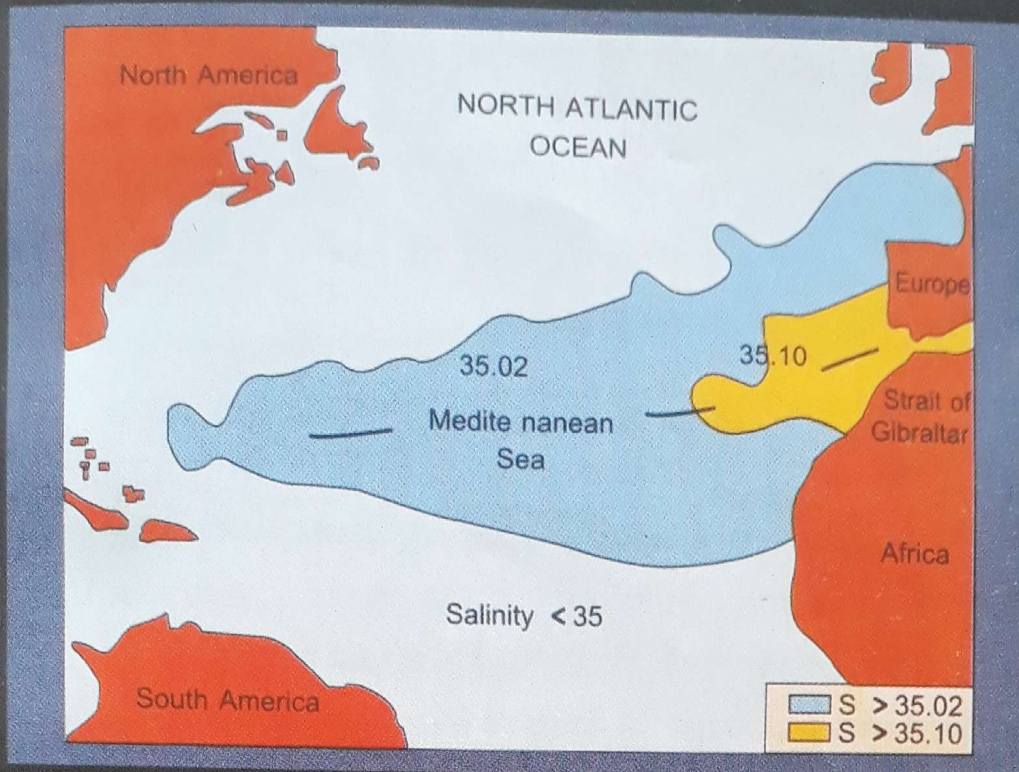 North America
NORTH ATLANTIC
OCEAN
Europe
35.02
35.10
Medite nanean
Sea
Strait of
Gibraltar
Africa
Salinity < 35
South America
S > 35.02
S > 35.10